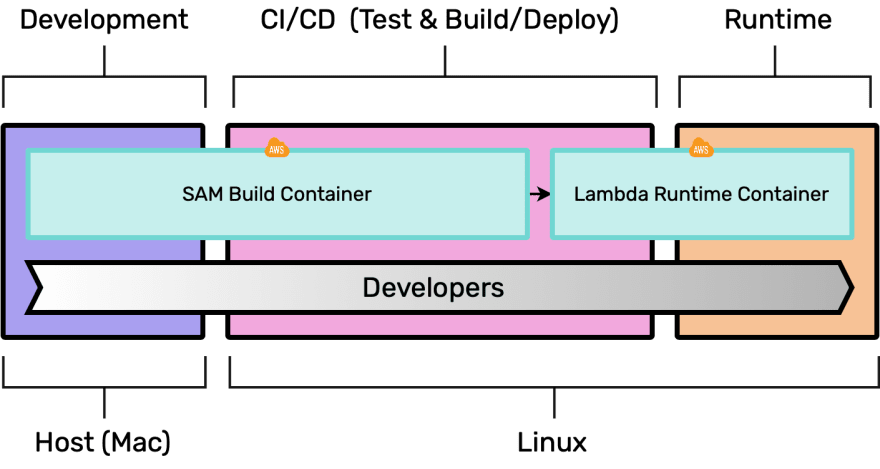 Development
CI/CD (Test & Build/Deploy)
Runtime
AWS
AWS
SAM Build Container
Lambda Runtime Container
Developers
Host (Mac)
Linux